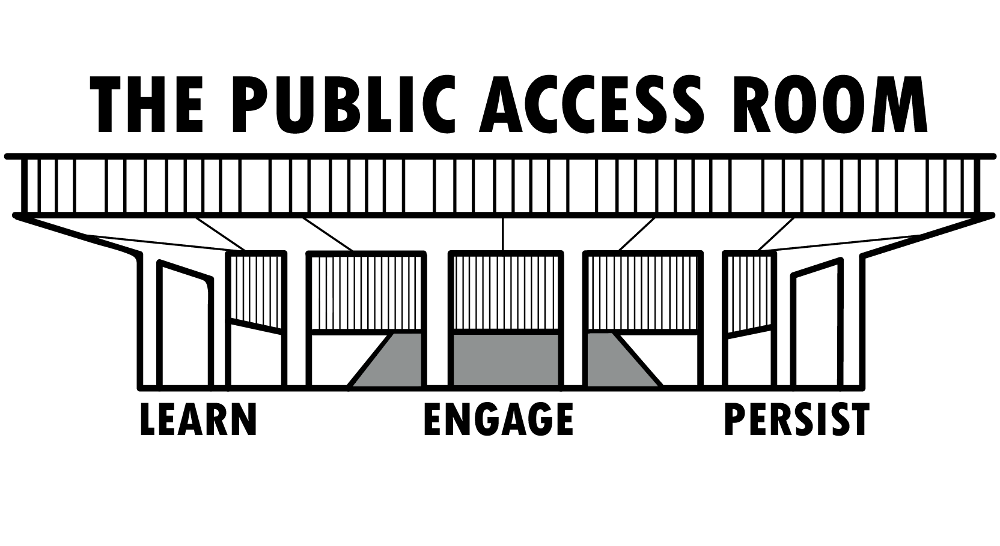 THE PUBLIC ACCESS ROOM
LEARN ENGAGE PERSIST